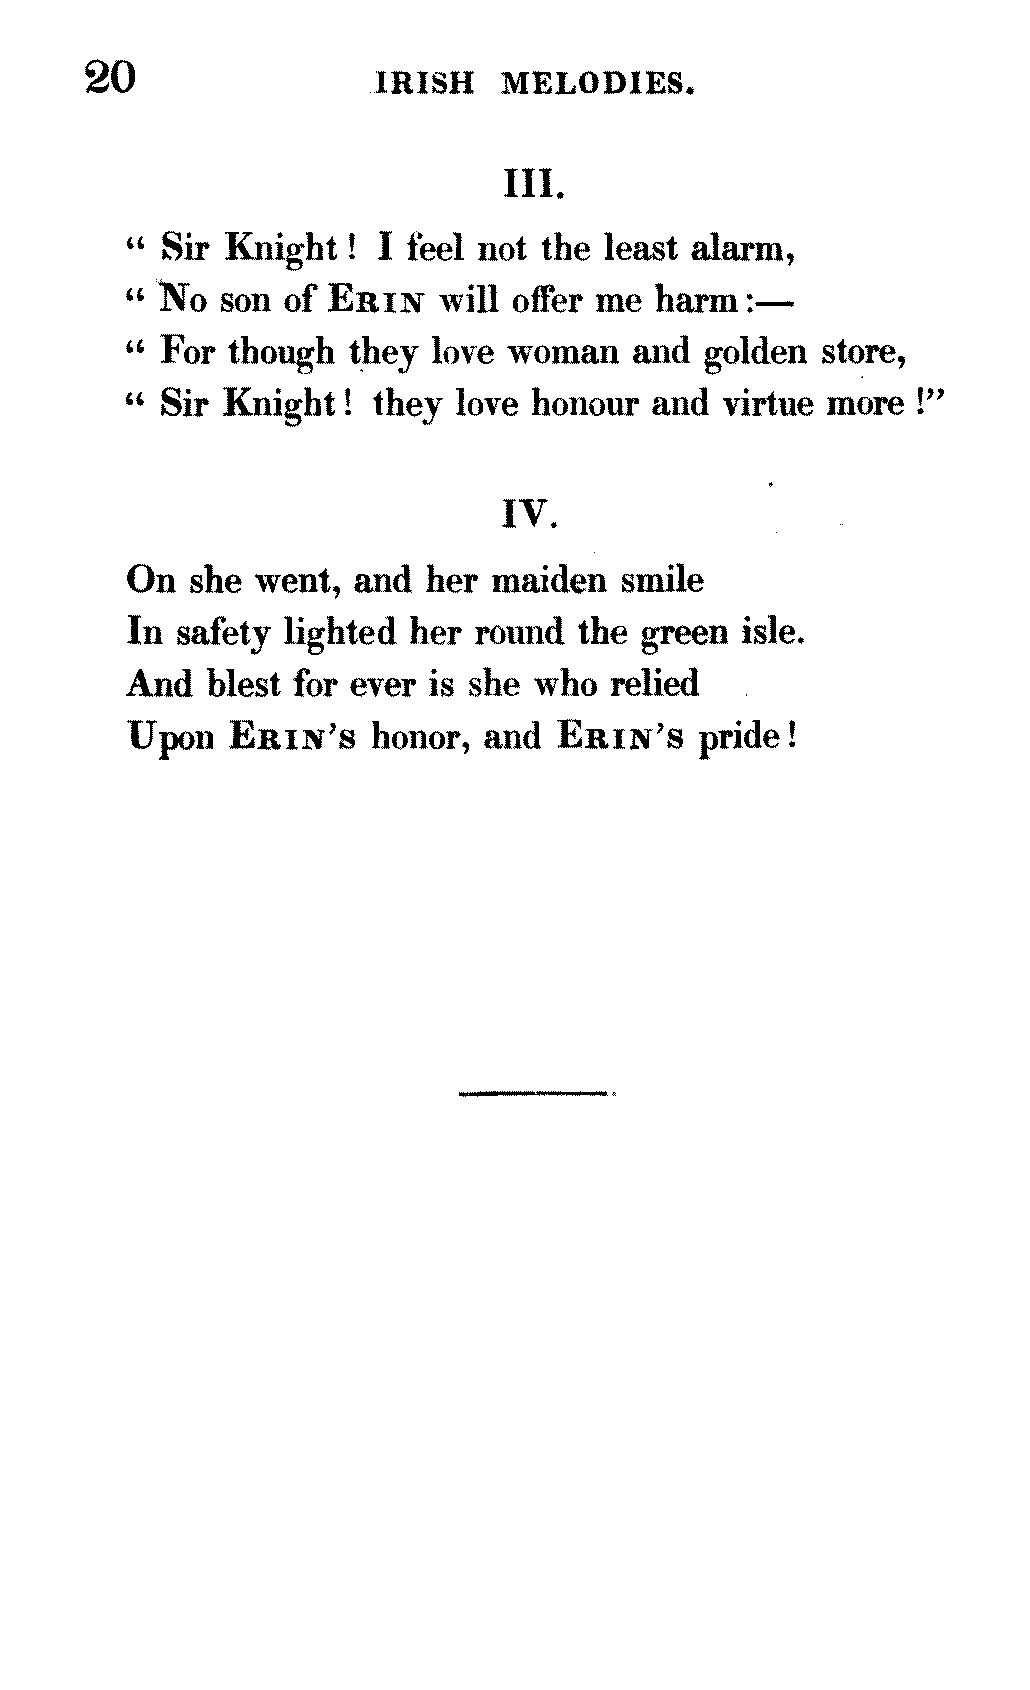 20 IRISH MELODIES.
III.
“ Sir Knight ! I feel not the least alarm,
“ No son of ERIN will offer me harm :—
“ For though they love woman and golden store,
“ Sir Knight ! they love honour and virtue more !”
IV.
On she went, and her maiden smile
In safety lighted her round the green isle.
And blest for ever is she who relied
Upon ERIN’S honor, and ERIN’S pride !